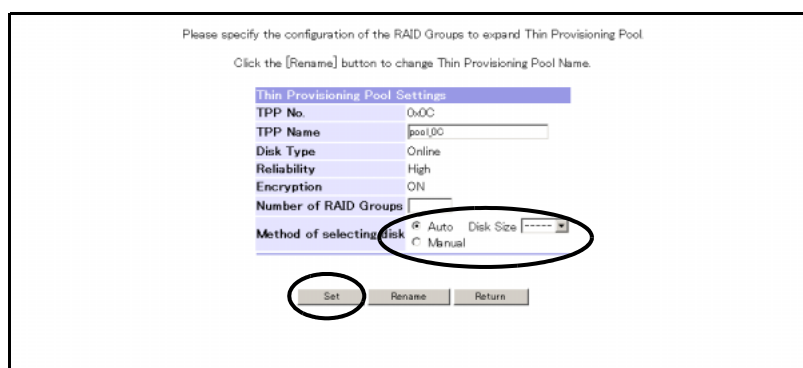 Please specify the configuration of the RAID Groups to expand Thin Provisioning Pool.
Click the [Rename] button to change Thin Provisioning Pool Name.
Thin Provisioning Pool Settings
TPP No. 0x0C
TPP Name pool_0C
Disk Type Online
Reliability High
Encryption ON
Number of RAID Groups
Method of selecting disk Auto Disk Size -----
Manual
Set Rename Return